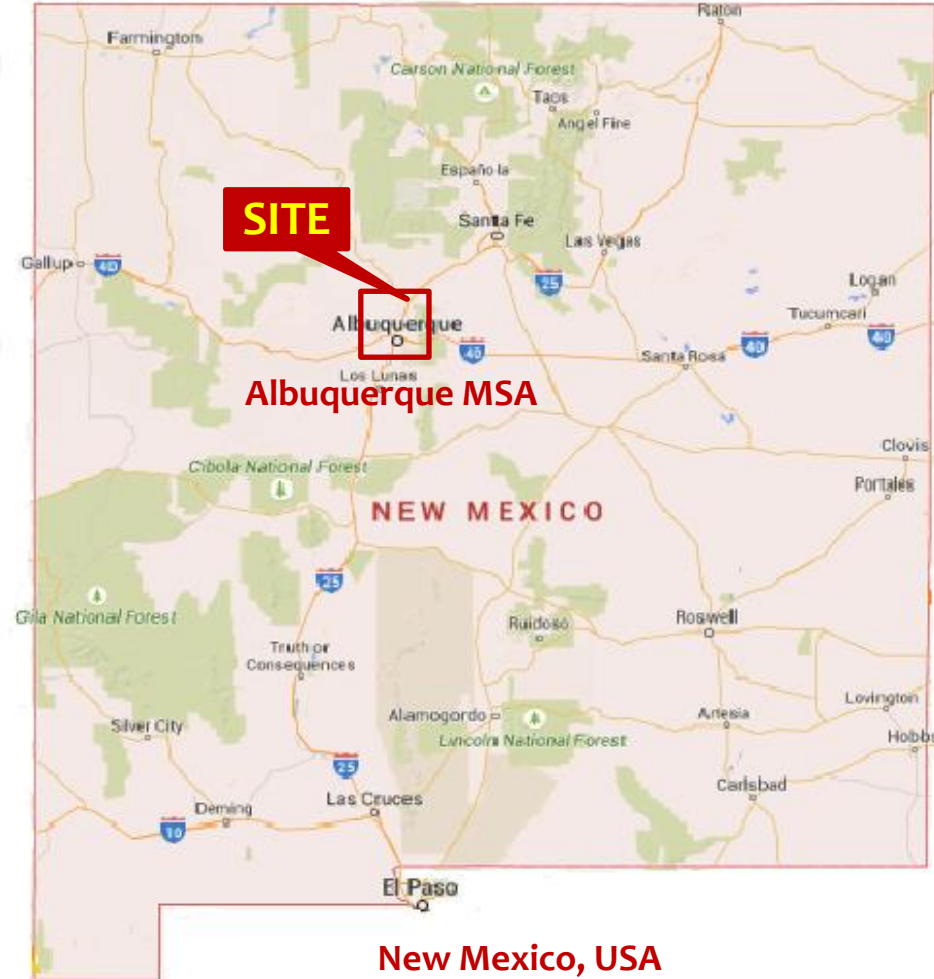 Raton
Farmington
Carson National Forest
Taos
Angel Fire
Española
SITE
Santa Fe
Las Vegas
Gallup
40
25
Logan
Albuquerque
Tucumcari
40
40
40
Santa Rosa
Los Lunas
Albuquerque MSA
Clovis
Cibola National Forest
Portales
NEW MEXICO
25
Gila National Forest
Ruidoso
Roswell
Truth or
Consequences
Lovington
Alamogordo
Artesia
Silver City
Lincoln National Forest
Hobbs
25
Carlsbad
Las Cruces
Deming
10
El Paso
New Mexico, USA